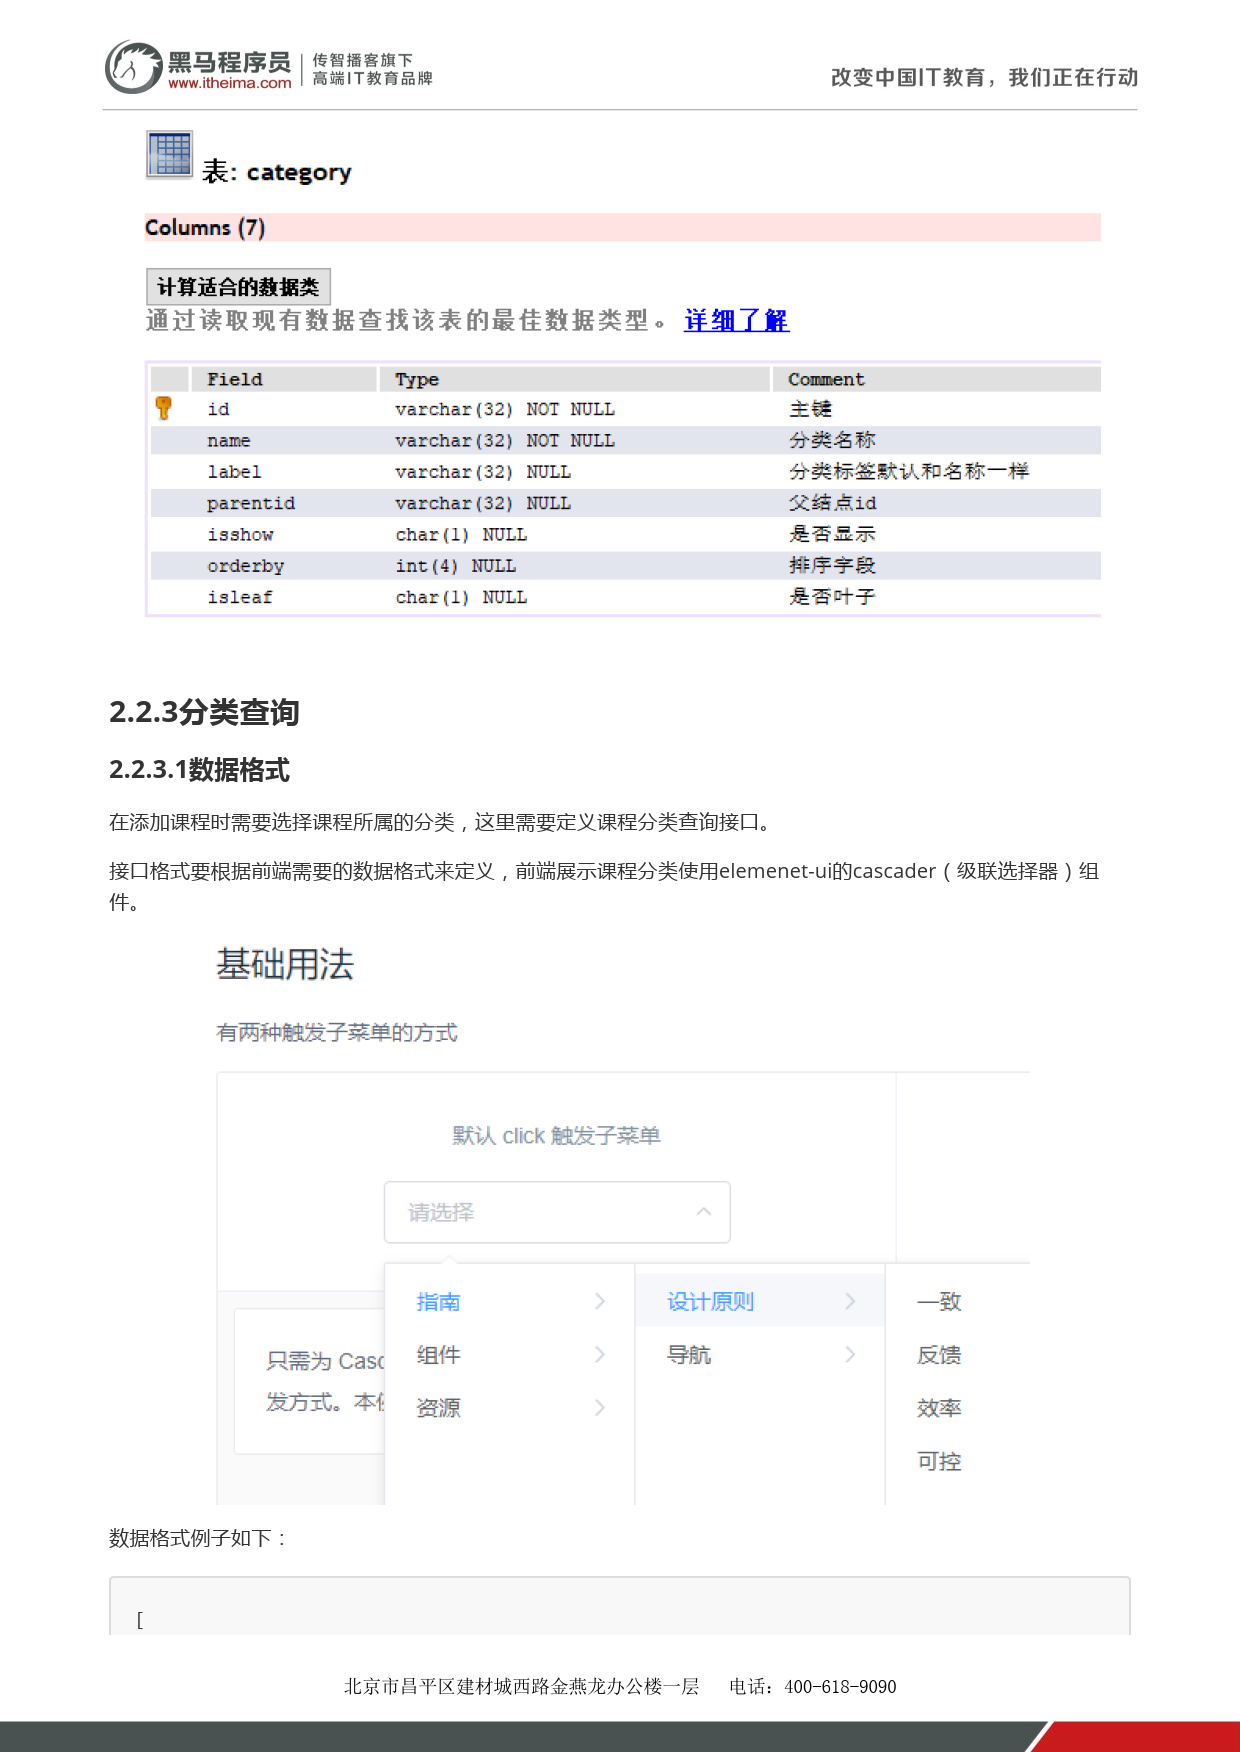 黑马程序员
www.itheima.com
传智播客旗下
高端IT教育品牌
改变中国IT教育，我们正在行动
表: category
Columns (7)
计算适合的数据类
通过读取现有数据查找该表的最佳数据类型。 详细了解
Field Type Comment
id varchar(32) NOT NULL 主键
name varchar(32) NOT NULL 分类名称
label varchar(32) NULL 分类标签默认和名称一样
parentid varchar(32) NULL 父结点id
isshow char(1) NULL 是否显示
orderby int(4) NULL 排序字段
isleaf char(1) NULL 是否叶子
2.2.3分类查询
2.2.3.1数据格式
在添加课程时需要选择课程所属的分类，这里需要定义课程分类查询接口。
接口格式要根据前端需要的数据格式来定义，前端展示课程分类使用elemenet-ui的cascader（级联选择器）组
件。
基础用法
有两种触发子菜单的方式
默认 click 触发子菜单
请选择
指南 设计原则 一致
组件 导航 反馈
资源 效率
可控
只需为 Casc
发方式。本
数据格式例子如下：
[
北京市昌平区建材城西路金燕龙办公楼一层 电话：400-618-9090